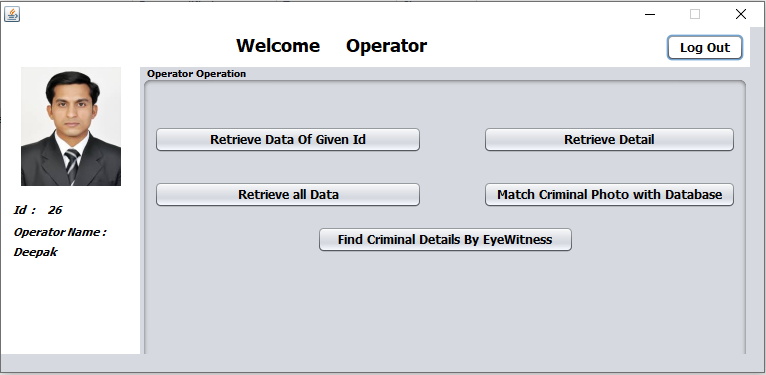 Welcome Operator
Log Out
Operator Operation
Retrieve Data Of Given Id
Retrieve Detail
Retrieve all Data
Match Criminal Photo with Database
Find Criminal Details By EyeWitness
Id : 26
Operator Name :
Deepak